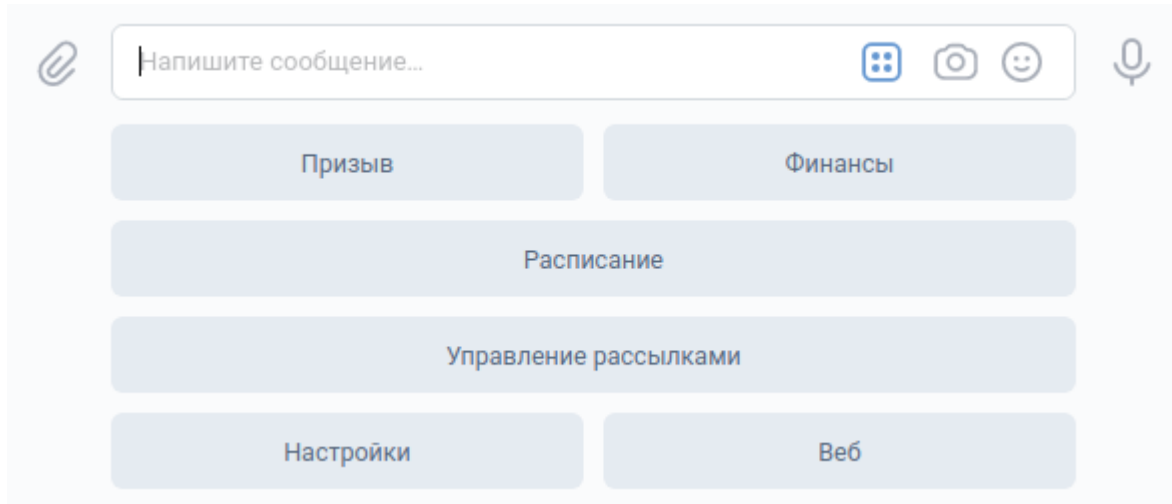 Напишите сообщение...
Призыв
Финансы
Расписание
Управление рассылками
Настройки
Веб